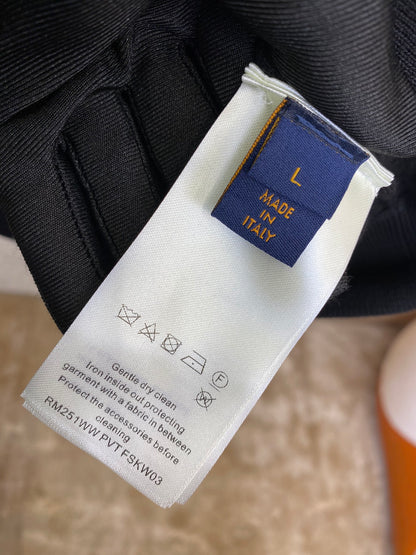 L
MADE
IN
ITALY
F
W
Gentle dry clean
Iron inside out protecting
garment with a fabric in between
Protect the accessories before
cleaning
RM251WW PVT FSKW03